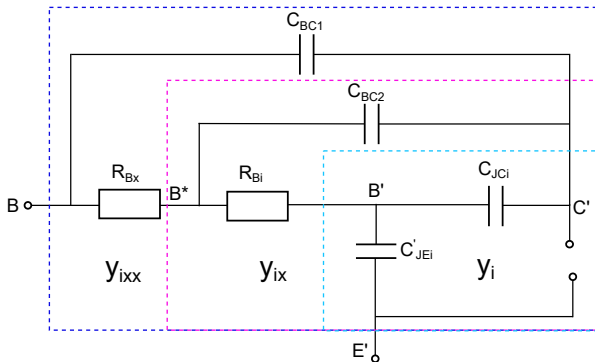 C_BC1
C_BC2
R_Bx
B*
R_Bi
B'
C_JCi
C'
B
C'_JEi
y_ixx
y_ix
y_i
E'